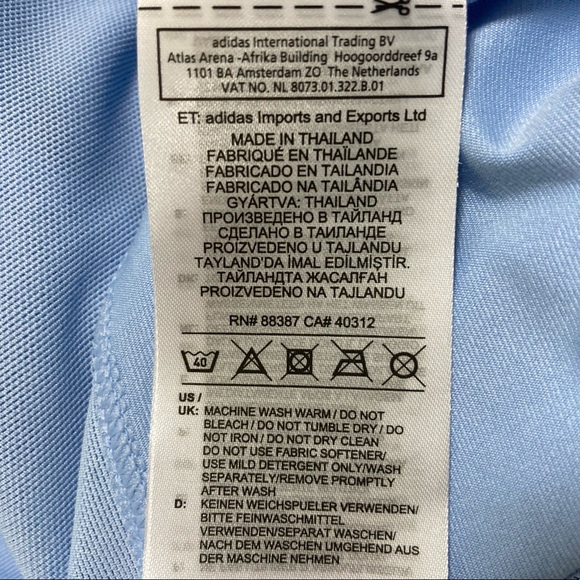 adidas International Trading BV
Atlas Arena -Afrika Building Hoogoorddreef 9a
1101 BA Amsterdam ZO The Netherlands
VAT NO. NL 8073.01.322.B.01
ET: adidas Imports and Exports Ltd
MADE IN THAILAND
FABRIQUÉ EN THAÏLANDE
FABRICADO EN TAILANDIA
FABRICADO NA TAILÂNDIA
GYÁRTVA: THAILAND
ПРОИЗВЕДЕНО В ТАЙЛАНД
СДЕЛАНО В ТАИЛАНДЕ
PROIZVEDENO U TAJLANDU
TAYLAND'DA İMAL EDİLMİŞTİR.
ТАЙЛАНДТА ЖАСАЛҒАН
PROIZVEDENO NA TAJLANDU
RN# 88387 CA# 40312
40
US /
UK: MACHINE WASH WARM / DO NOT
BLEACH / DO NOT TUMBLE DRY / DO
NOT IRON / DO NOT DRY CLEAN
DO NOT USE FABRIC SOFTENER/
USE MILD DETERGENT ONLY/WASH
SEPARATELY/REMOVE PROMPTLY
AFTER WASH
D: KEINEN WEICHSPUELER VERWENDEN/
BITTE FEINWASCHMITTEL
VERWENDEN/SEPARAT WASCHEN/
NACH DEM WASCHEN UMGEHEND AUS
DER MASCHINE NEHMEN